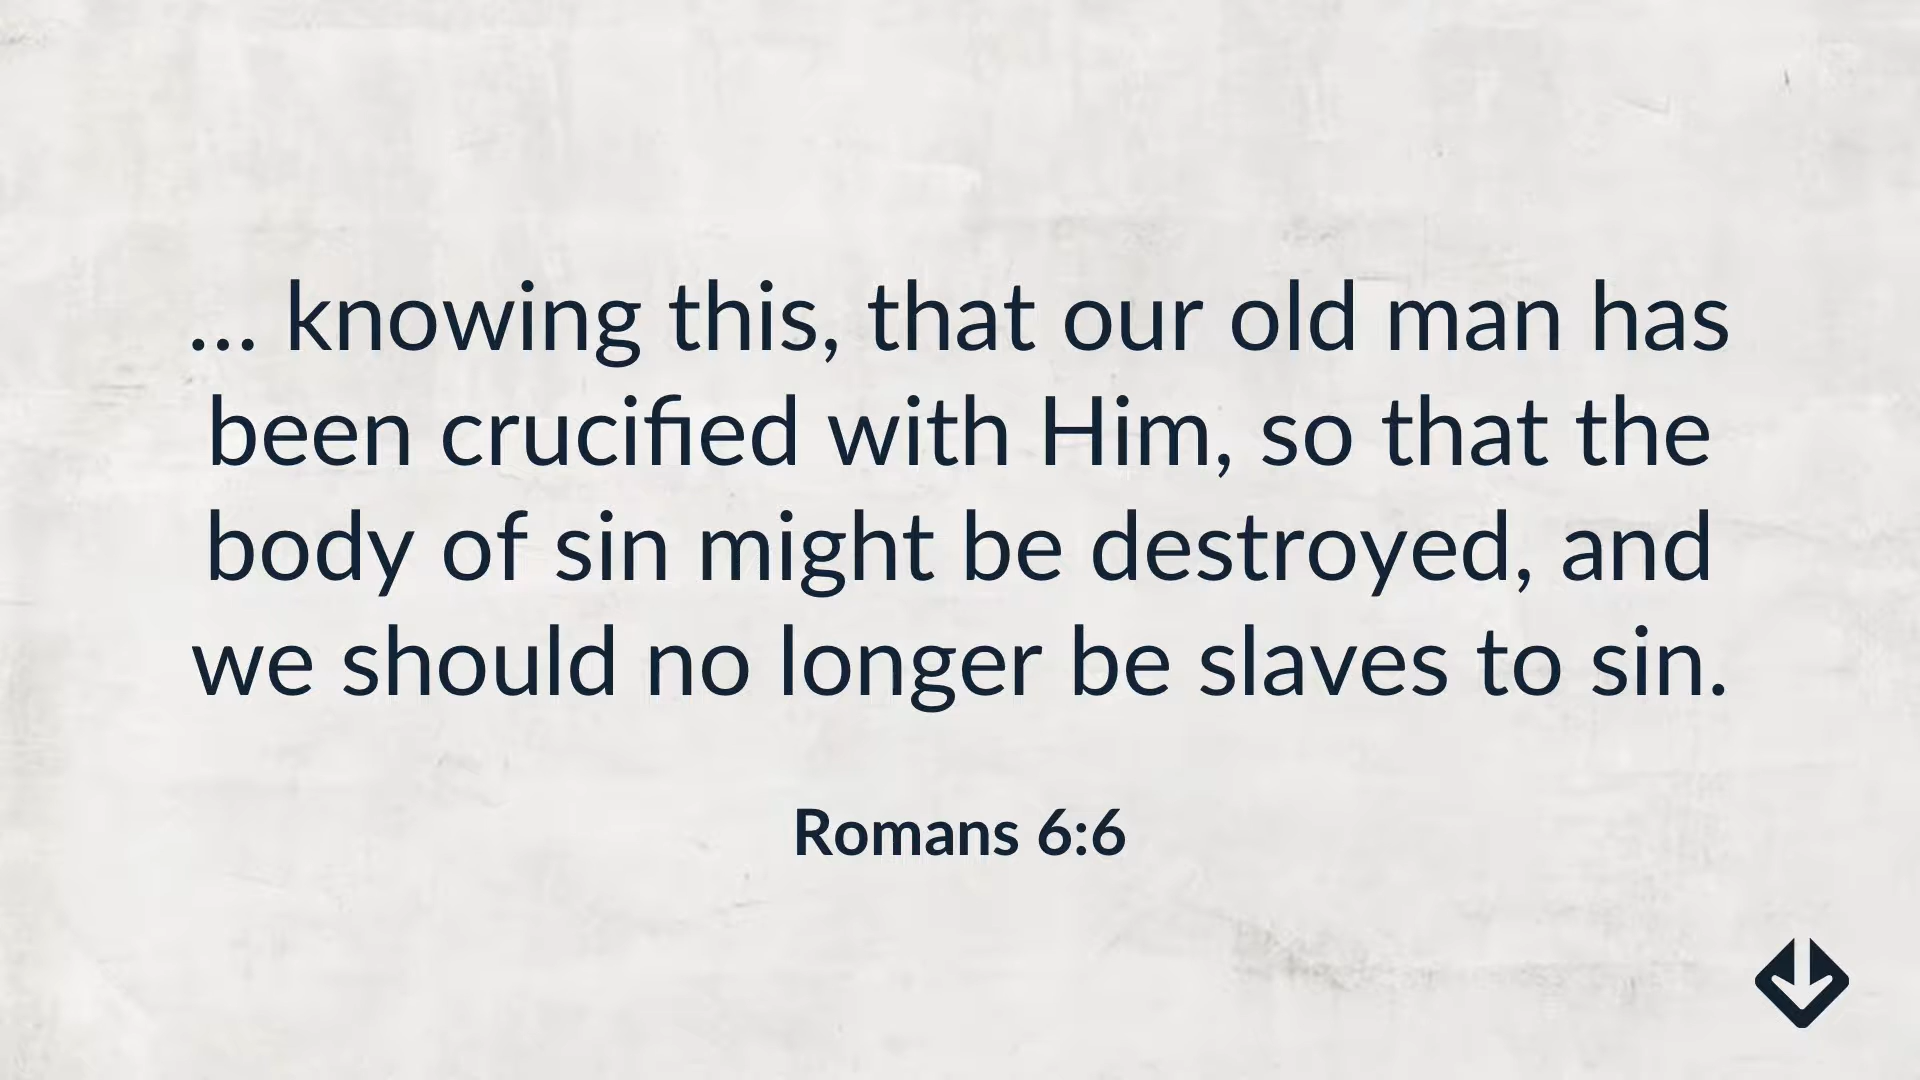 ... knowing this, that our old man has
been crucified with Him, so that the
body of sin might be destroyed, and
we should no longer be slaves to sin.
Romans 6:6